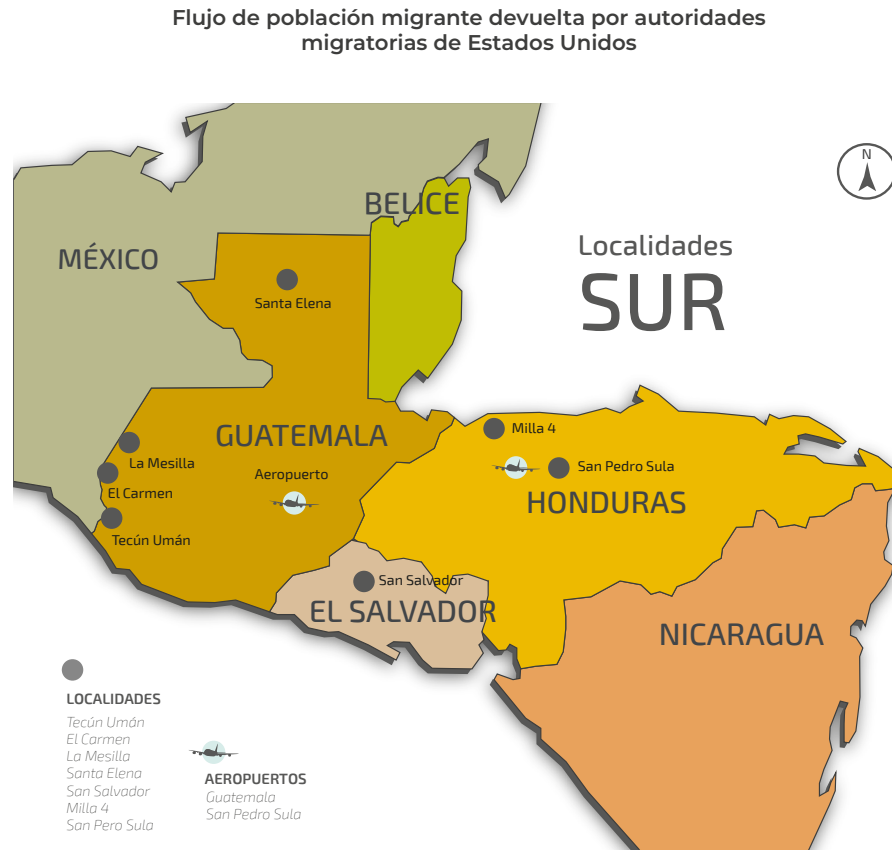 Flujo de población migrante devuelta por autoridades
migratorias de Estados Unidos
N
BELICE
MÉXICO
Localidades
SUR
Santa Elena
GUATEMALA
Milla 4
La Mesilla
Aeropuerto
San Pedro Sula
El Carmen
HONDURAS
Tecún Umán
San Salvador
EL SALVADOR
NICARAGUA
LOCALIDADES
Tecún Umán
El Carmen
La Mesilla
Santa Elena
San Salvador
Milla 4
San Pero Sula
AEROPUERTOS
Guatemala
San Pedro Sula